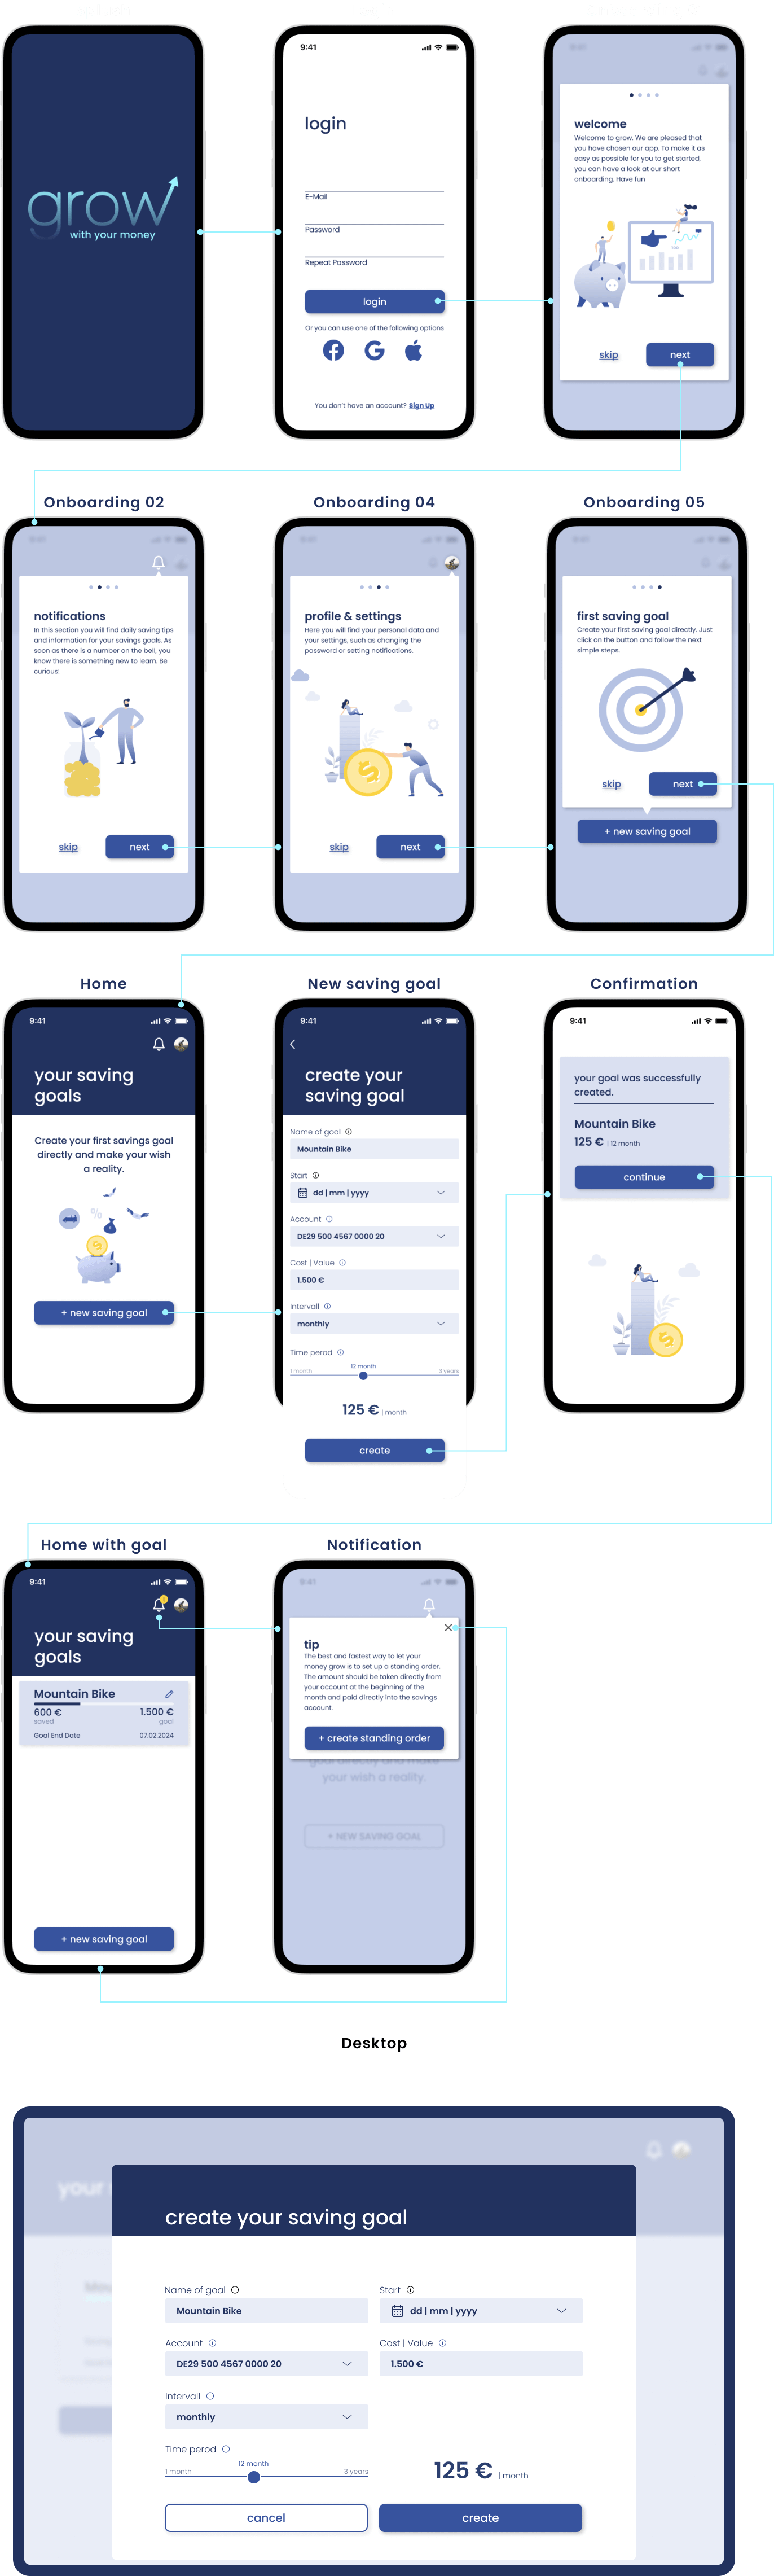 grow
with your money
9:41
login
E-Mail
Password
Repeat Password
login
Or you can use one of the following options
You don't have an account? Sign Up
welcome
Welcome to grow. We are pleased that
you have chosen our app. To make it as
easy as possible for you to get started,
you can have a look at our short
onboarding. Have fun
skip
next
Onboarding 02
9:41
notifications
In this section you will find daily saving tips
and information for your savings goals. As
soon as there is a number on the bell, you
know there is something new to learn. Be
curious!
skip
next
Onboarding 04
9:41
profile & settings
Here you will find your personal data and
your settings, such as changing the
password or setting notifications.
skip
next
Onboarding 05
9:41
first saving goal
Create your first saving goal directly. Just
click on the button and follow the next
simple steps.
skip
next
+ new saving goal
Home
9:41
your saving
goals
Create your first savings goal
directly and make your wish
a reality.
%
+ new saving goal
New saving goal
9:41
create your
saving goal
Name of goal
Mountain Bike
Start
dd | mm | yyyy
Account
DE29 500 4567 0000 20
Cost | Value
1.500 €
Intervall
monthly
Time perod
12 month
1 month
3 years
125 € | month
create
Confirmation
9:41
your goal was successfully
created.
Mountain Bike
125 € | 12 month
continue
Home with goal
9:41
your saving
goals
Mountain Bike
600 €
1.500 €
saved
goal
Goal End Date
07.02.2024
+ new saving goal
Notification
9:41
tip
The best and fastest way to let your
money grow is to set up a standing order.
The amount should be taken directly from
your account at the beginning of the
month and paid directly into the savings
account.
+ create standing order
goal directly and make
your wish a reality.
+ NEW SAVING GOAL
Desktop
your
create your saving goal
Name of goal
Start
Mountain Bike
dd | mm | yyyy
Account
Cost | Value
DE29 500 4567 0000 20
1.500 €
Intervall
monthly
Time perod
12 month
1 month
3 years
125 € | month
cancel
create